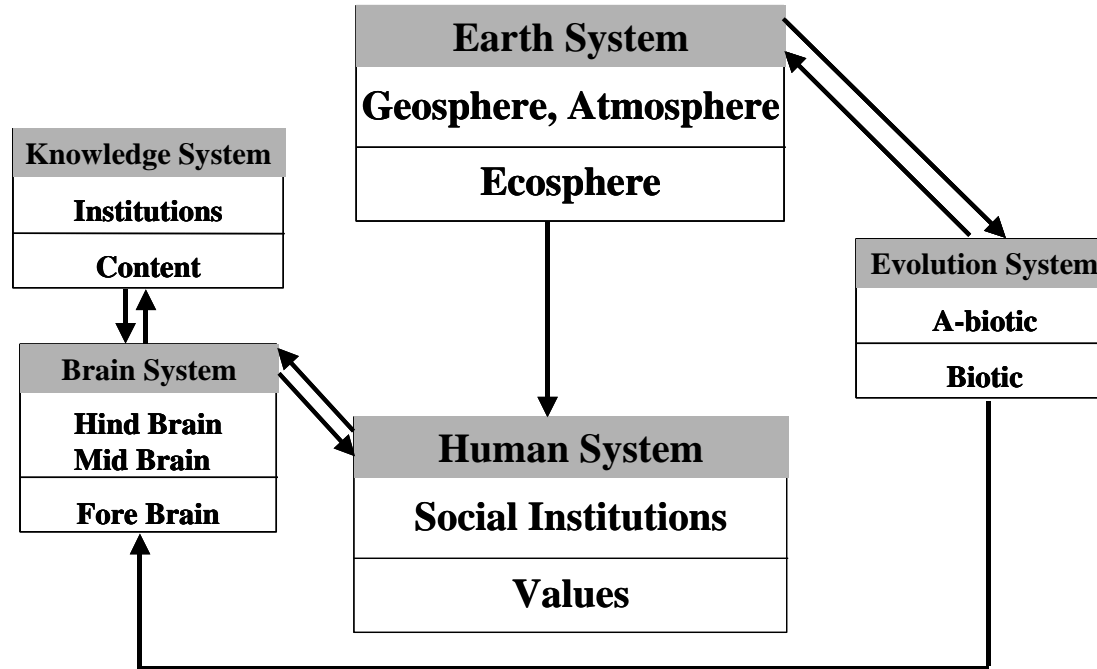 Earth System
Geosphere, Atmosphere
Ecosphere
Knowledge System
Institutions
Content
Evolution System
A-biotic
Biotic
Brain System
Hind Brain
Mid Brain
Fore Brain
Human System
Social Institutions
Values